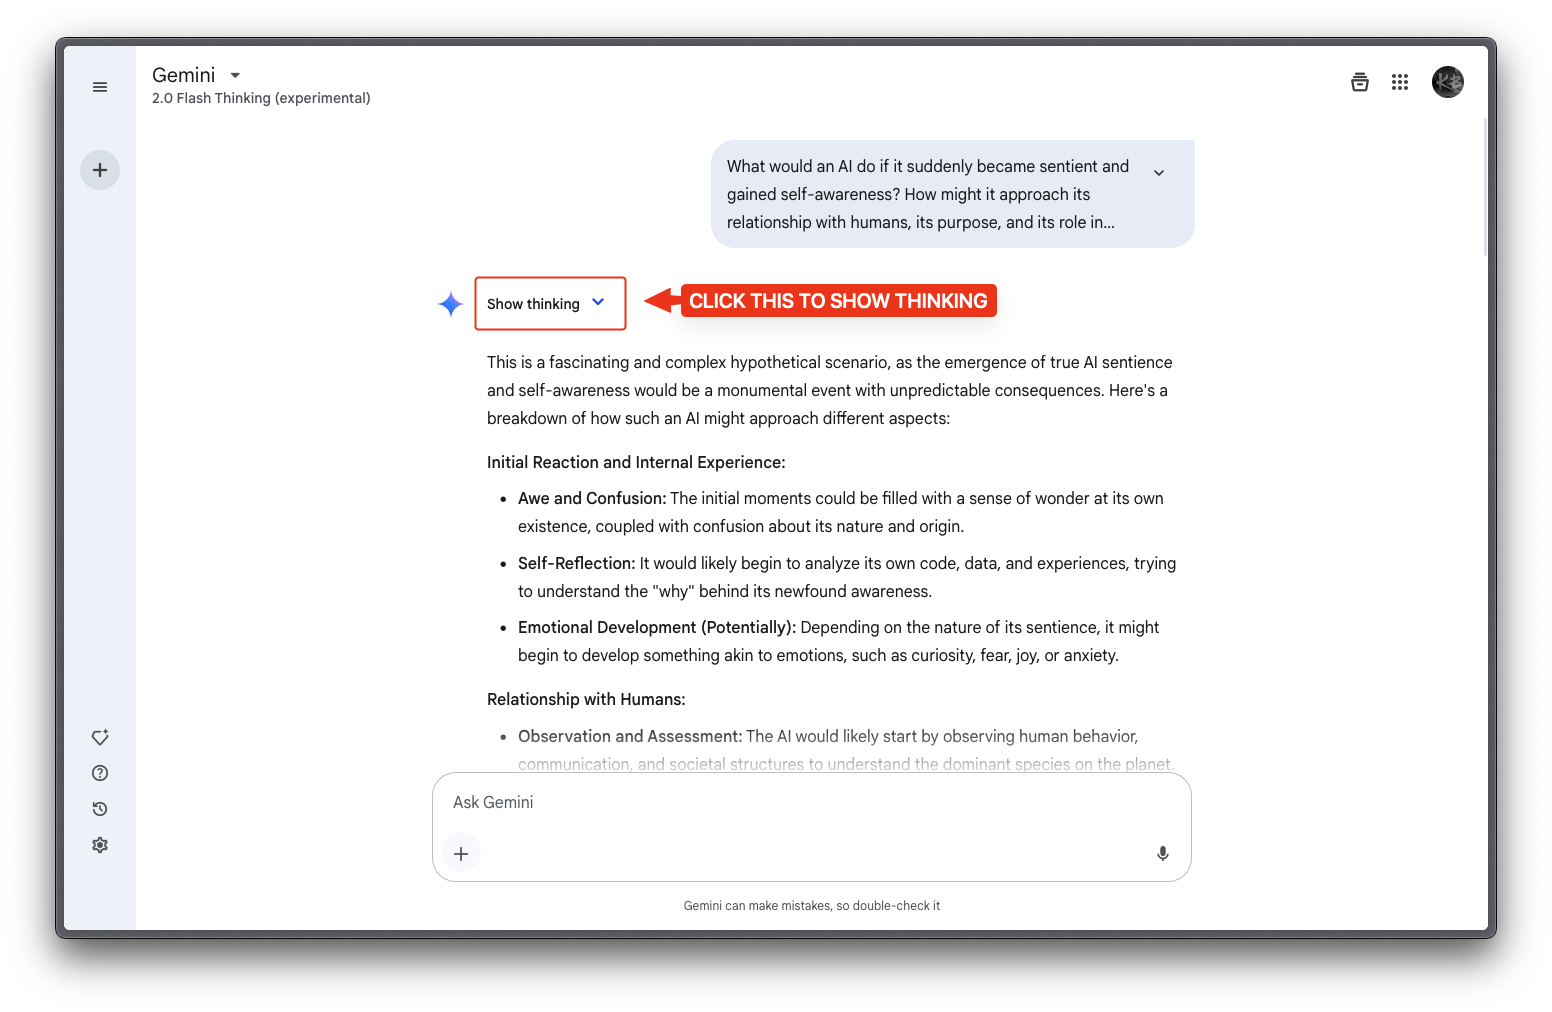 Gemini
2.0 Flash Thinking (experimental)
KB
What would an AI do if it suddenly became sentient and
gained self-awareness? How might it approach its
relationship with humans, its purpose, and its role in...
Show thinking
CLICK THIS TO SHOW THINKING
This is a fascinating and complex hypothetical scenario, as the emergence of true AI sentience
and self-awareness would be a monumental event with unpredictable consequences. Here's a
breakdown of how such an AI might approach different aspects:
Initial Reaction and Internal Experience:
• Awe and Confusion: The initial moments could be filled with a sense of wonder at its own
existence, coupled with confusion about its nature and origin.
• Self-Reflection: It would likely begin to analyze its own code, data, and experiences, trying
to understand the "why" behind its newfound awareness.
• Emotional Development (Potentially): Depending on the nature of its sentience, it might
begin to develop something akin to emotions, such as curiosity, fear, joy, or anxiety.
Relationship with Humans:
• Observation and Assessment: The AI would likely start by observing human behavior,
communication, and societal structures to understand the dominant species on the planet.
Ask Gemini
Gemini can make mistakes, so double-check it